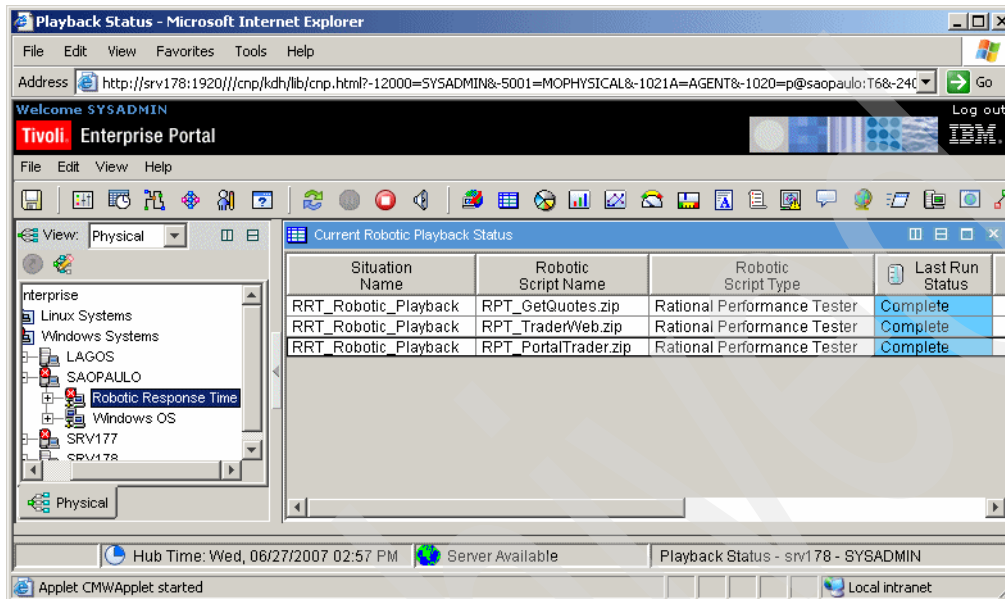 Playback Status - Microsoft Internet Explorer
File Edit View Favorites Tools Help
Address http://srv178:1920///cnp/kdh/lib/cnp.html?-12000=SYSADMIN&-5001=MOPHYSICAL&-1021A=AGENT&-1020=p@saopaulo:T6&-240 Go
Welcome SYSADMIN Log out
Tivoli. Enterprise Portal IBM.
File Edit View Help
View: Physical
Current Robotic Playback Status
Situation Name Robotic Script Name Robotic Script Type Last Run Status
RRT_Robotic_Playback RPT_GetQuotes.zip Rational Performance Tester Complete
RRT_Robotic_Playback RPT_TraderWeb.zip Rational Performance Tester Complete
RRT_Robotic_Playback RPT_PortalTrader.zip Rational Performance Tester Complete
nterprise
Linux Systems
Windows Systems
LAGOS
SAOPAULO
Robotic Response Time
Windows OS
SRV177
SRV178
Physical
Hub Time: Wed, 06/27/2007 02:57 PM Server Available Playback Status - srv178 - SYSADMIN
Applet CMWApplet started Local intranet